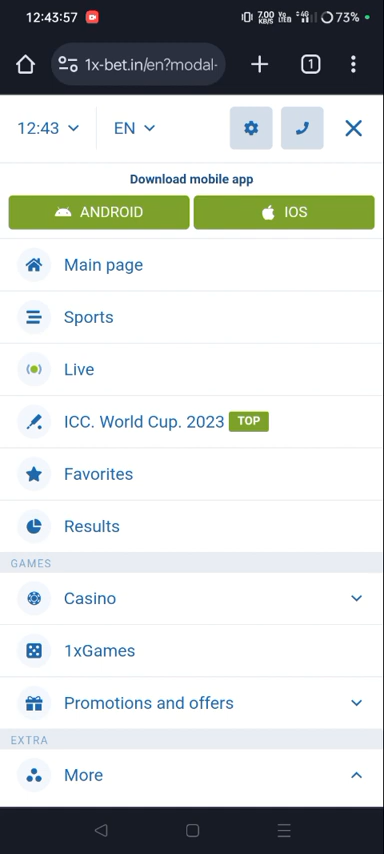 12:43:57
7.00 KB/S
Vo LTE
4G
73%
1x-bet.in/en?modal-
1
12:43
EN
Download mobile app
ANDROID
IOS
Main page
Sports
Live
ICC. World Cup. 2023 TOP
Favorites
Results
GAMES
Casino
1xGames
Promotions and offers
EXTRA
More